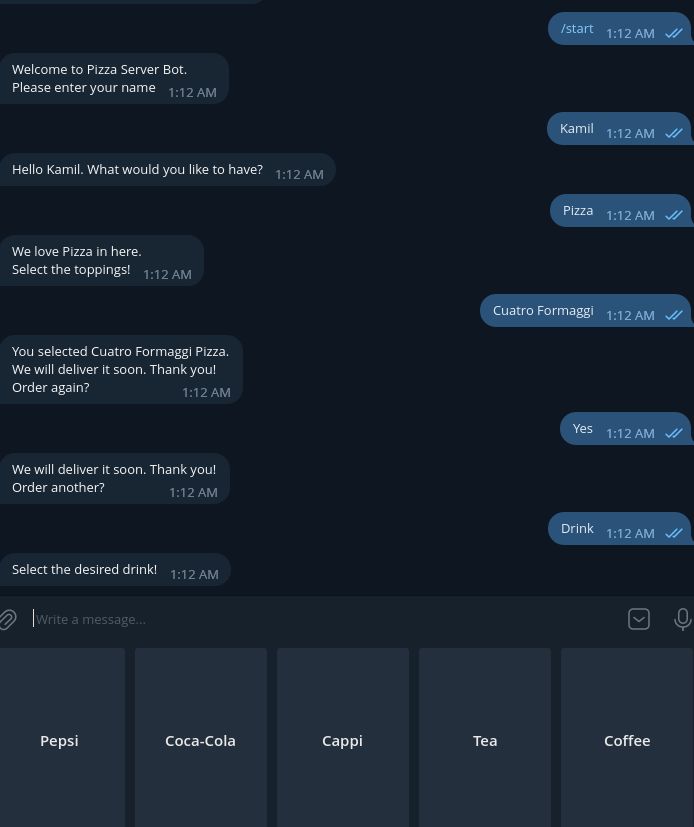 /start 1:12 AM
Welcome to Pizza Server Bot.
Please enter your name 1:12 AM
Kamil 1:12 AM
Hello Kamil. What would you like to have? 1:12 AM
Pizza 1:12 AM
We love Pizza in here.
Select the toppings! 1:12 AM
Cuatro Formaggi 1:12 AM
You selected Cuatro Formaggi Pizza.
We will deliver it soon. Thank you!
Order again? 1:12 AM
Yes 1:12 AM
We will deliver it soon. Thank you!
Order another? 1:12 AM
Drink 1:12 AM
Select the desired drink! 1:12 AM
Write a message...
Pepsi Coca-Cola Cappi Tea Coffee